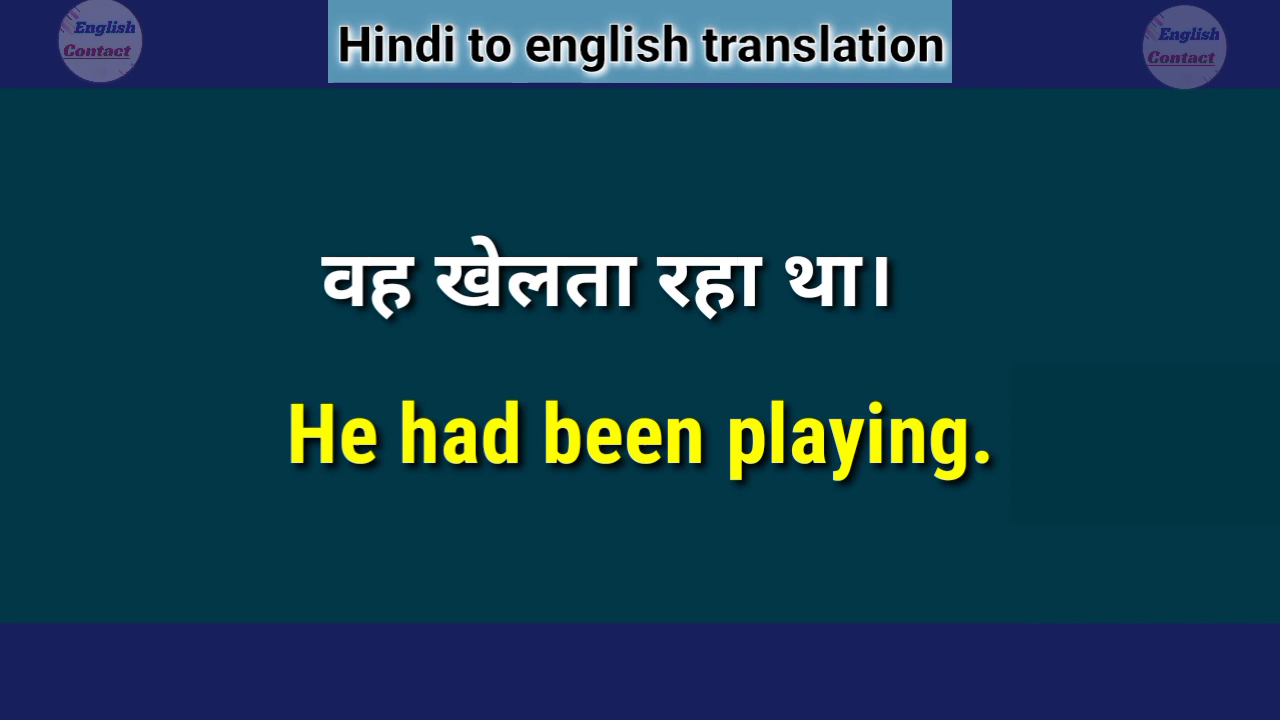 English
Contact
Hindi to english translation
English
Contact
वह खेलता रहा था।
He had been playing.